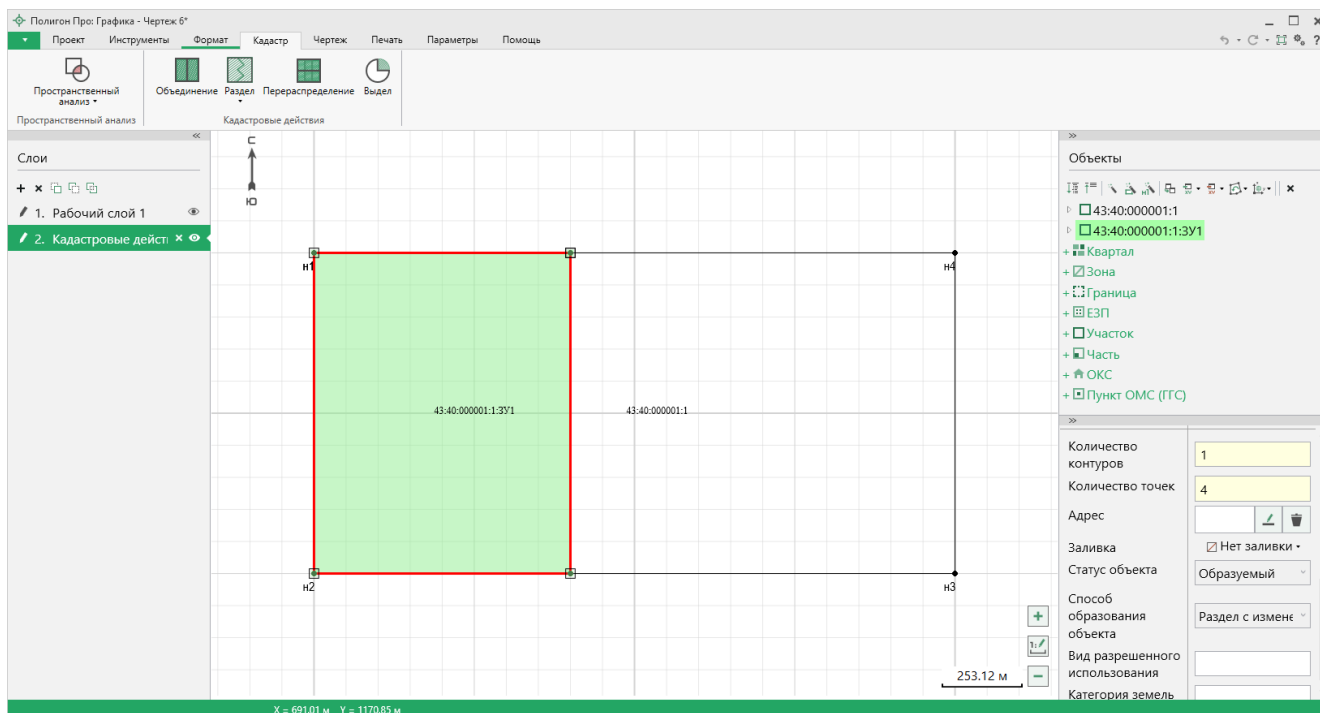 Полигон Про: Графика - Чертеж 6*
Проект Инструменты Формат Кадастр Чертеж Печать Параметры Помощь
Пространственный анализ
Объединение Раздел Перераспределение Выдел
Пространственный анализ Кадастровые действия
Слои
1. Рабочий слой 1
2. Кадастровые дейст
С
Ю
н1
н4
43:40:000001:1:ЗУ1
43:40:000001:1
н2
н3
253.12 м
Объекты
43:40:000001:1
43:40:000001:1:ЗУ1
+ Квартал
+ Зона
+ Граница
+ ЕЗП
+ Участок
+ Часть
+ ОКС
+ Пункт ОМС (ГГС)
Количество контуров 1
Количество точек 4
Адрес
Заливка Нет заливки
Статус объекта Образуемый
Способ образования объекта Раздел с измене
Вид разрешенного использования
Категория земель
X = 691.01 м Y = 1170.85 м